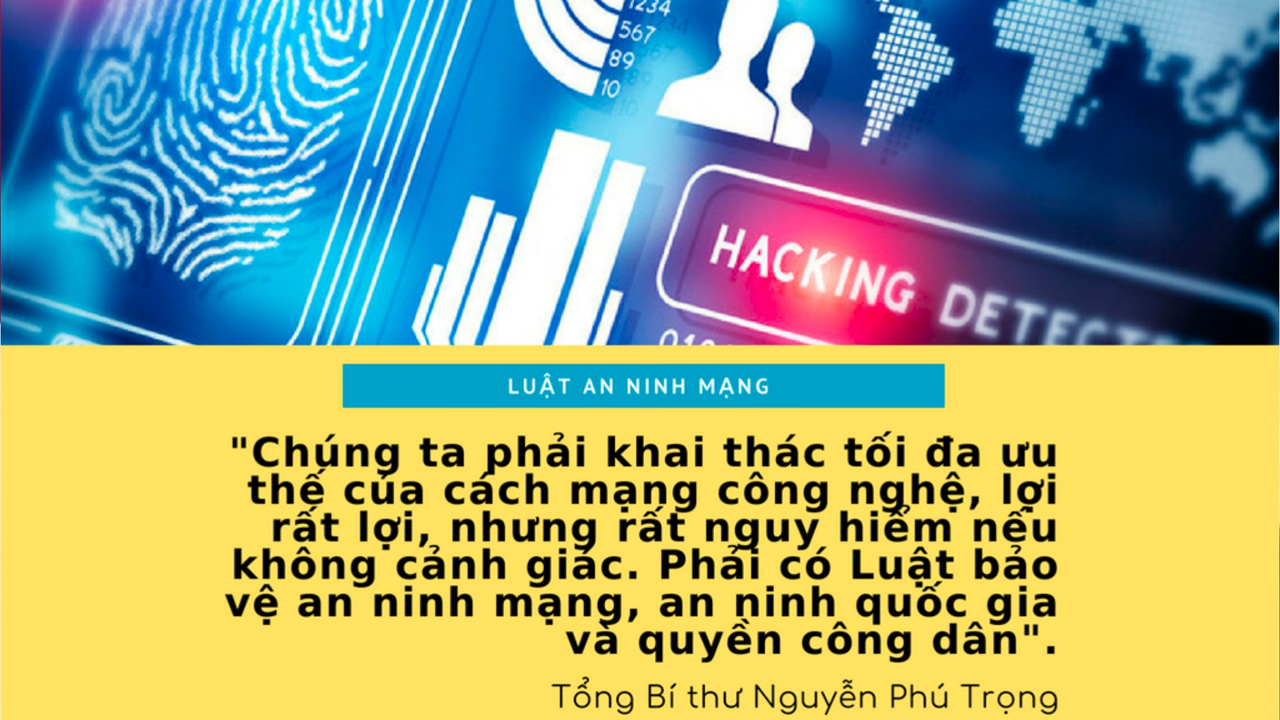 1234
567
89
10
HACKING DETECTED
LUẬT AN NINH MẠNG
"Chúng ta phải khai thác tối đa ưu
thế của cách mạng công nghệ, lợi
rất lợi, nhưng rất nguy hiểm nếu
không cảnh giác. Phải có Luật bảo
vệ an ninh mạng, an ninh quốc gia
và quyền công dân".
Tổng Bí thư Nguyễn Phú Trọng